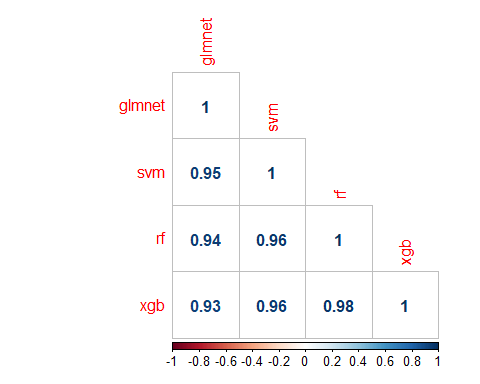 glmnet
glmnet 1 svm
svm 0.95 1 rf
rf 0.94 0.96 1 xgb
xgb 0.93 0.96 0.98 1
-1 -0.8 -0.6 -0.4 -0.2 0 0.2 0.4 0.6 0.8 1